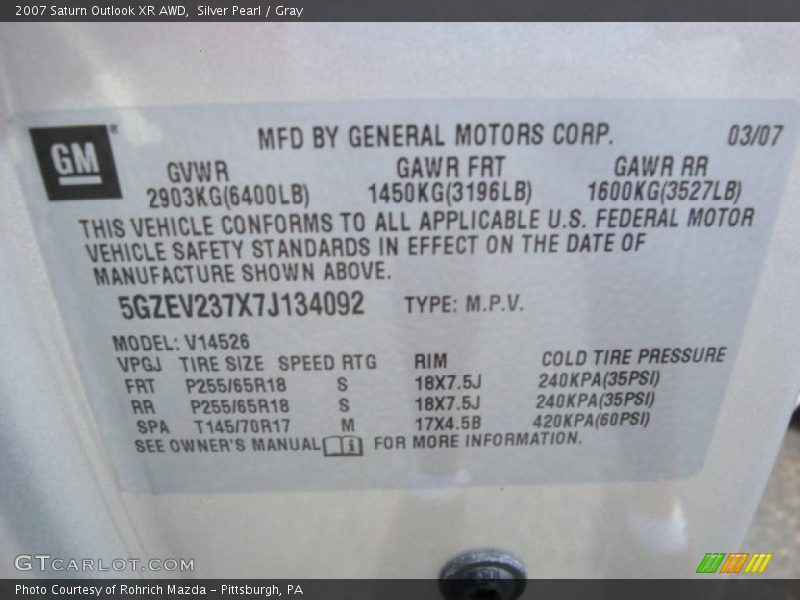 2007 Saturn Outlook XR AWD,  Silver Pearl / Gray
GM®
MFD BY GENERAL MOTORS CORP. 03/07
GVWR GAWR FRT GAWR RR
2903KG(6400LB) 1450KG(3196LB) 1600KG(3527LB)
THIS VEHICLE CONFORMS TO ALL APPLICABLE U.S. FEDERAL MOTOR
VEHICLE SAFETY STANDARDS IN EFFECT ON THE DATE OF
MANUFACTURE SHOWN ABOVE.
5GZEV237X7J134092 TYPE: M.P.V.
MODEL: V14526
VPGJ TIRE SIZE SPEED RTG RIM COLD TIRE PRESSURE
FRT P255/65R18 S 18X7.5J 240KPA(35PSI)
RR P255/65R18 S 18X7.5J 240KPA(35PSI)
SPA T145/70R17 M 17X4.5B 420KPA(60PSI)
SEE OWNER'S MANUAL i FOR MORE INFORMATION.
GTCARLOT.COM
Photo Courtesy of Rohrich Mazda - Pittsburgh, PA